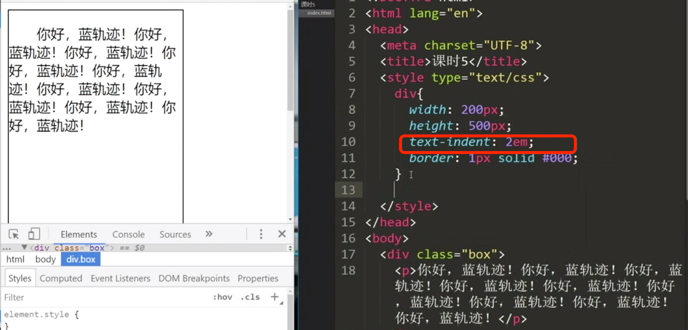 你好，蓝轨迹！你好，
蓝轨迹！你好，蓝轨迹！你
好，蓝轨迹！你好，蓝轨
迹！你好，蓝轨迹！你好，
蓝轨迹！你好，蓝轨迹！你
好，蓝轨迹！
Elements Console Sources »
<div class="box"> == $0
html body div.box
Styles Computed Event Listeners DOM Breakpoints Properties
Filter :hov .cls +
element.style {
}
课时5
index.html
2 <html lang="en">
3 <head>
4 <meta charset="UTF-8">
5 <title>课时5</title>
6 <style type="text/css">
7 div{
8 width: 200px;
9 height: 500px;
10 text-indent: 2em;
11 border: 1px solid #000;
12 }
13
14 </style>
15 </head>
16 <body>
17 <div class="box">
18 <p>你好，蓝轨迹！你好，蓝轨迹！你好，蓝
轨迹！你好，蓝轨迹！你好，蓝轨迹！你好
，蓝轨迹！你好，蓝轨迹！你好，蓝轨迹！
你好，蓝轨迹！</p>